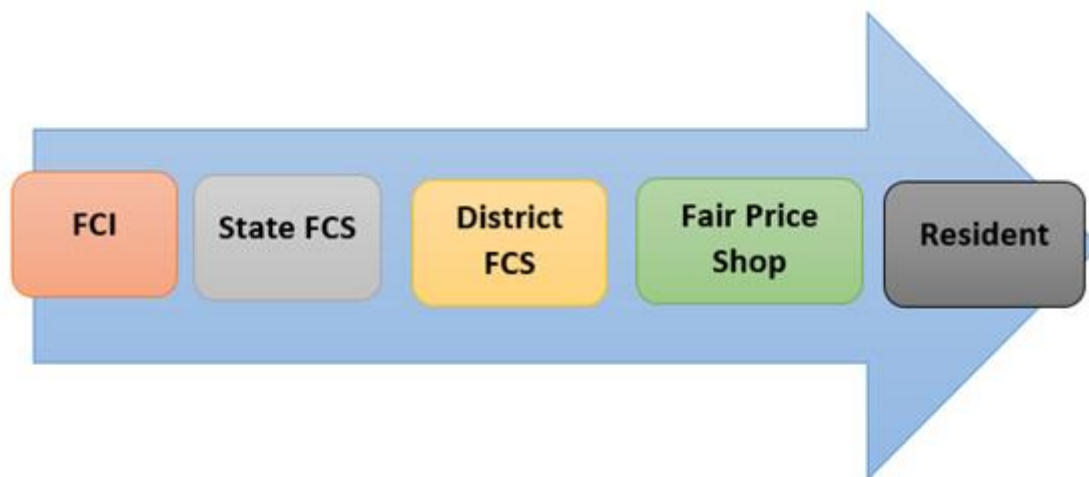 FCI
State FCS
District
FCS
Fair Price
Shop
Resident